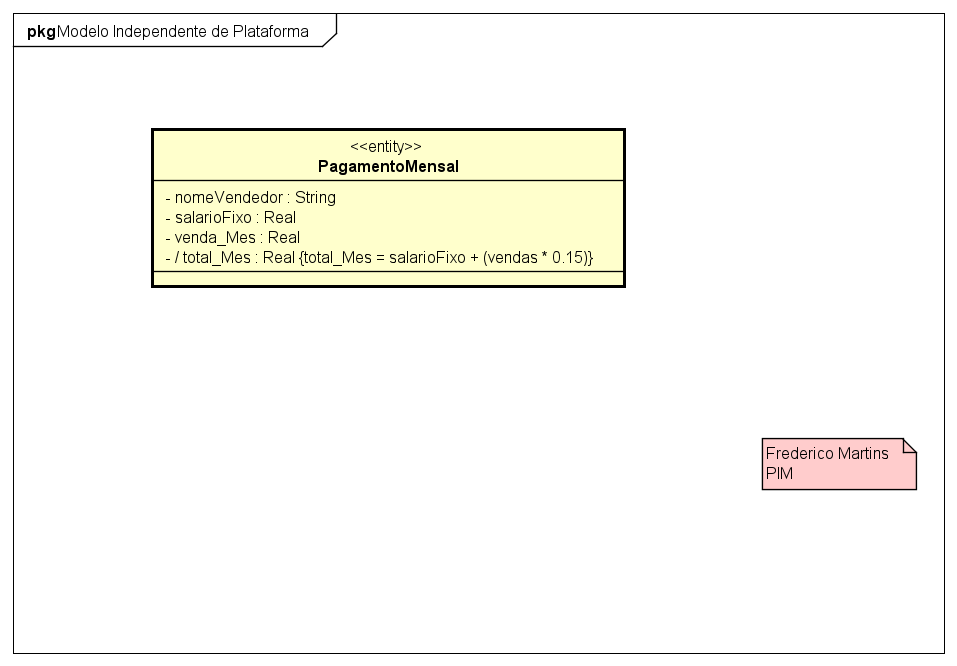 pkg Modelo Independente de Plataforma
<<entity>>
PagamentoMensal
- nomeVendedor : String
- salarioFixo : Real
- venda_Mes : Real
- / total_Mes : Real {total_Mes = salarioFixo + (vendas * 0.15)}
Frederico Martins
PIM